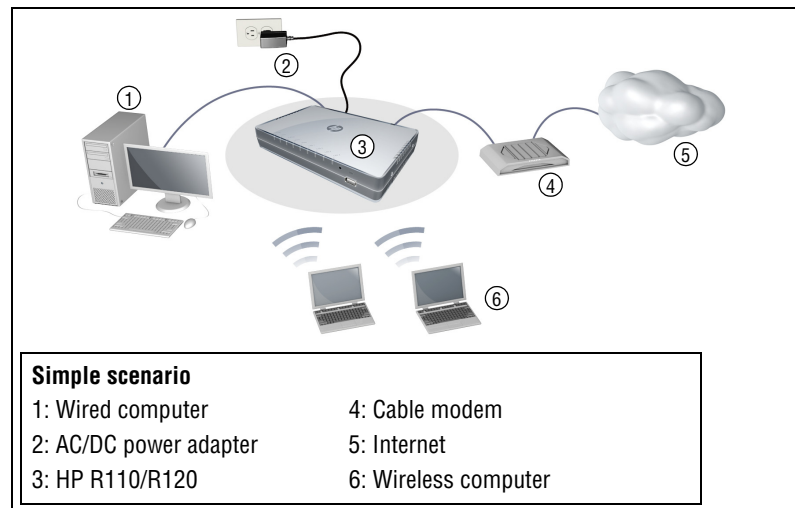 2
1
3
5
4
6
Simple scenario
1: Wired computer
2: AC/DC power adapter
3: HP R110/R120
4: Cable modem
5: Internet
6: Wireless computer